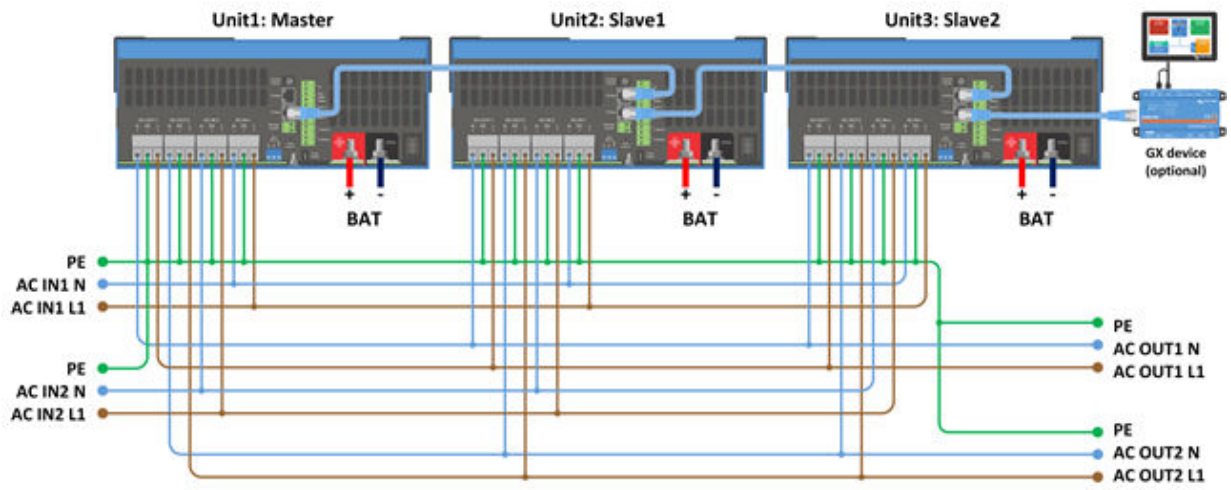 Unit1: Master
Unit2: Slave1
Unit3: Slave2
GX device
(optional)
+ -
BAT
+ -
BAT
+ -
BAT
PE
AC IN1 N
AC IN1 L1
PE
AC IN2 N
AC IN2 L1
PE
AC OUT1 N
AC OUT1 L1
PE
AC OUT2 N
AC OUT2 L1